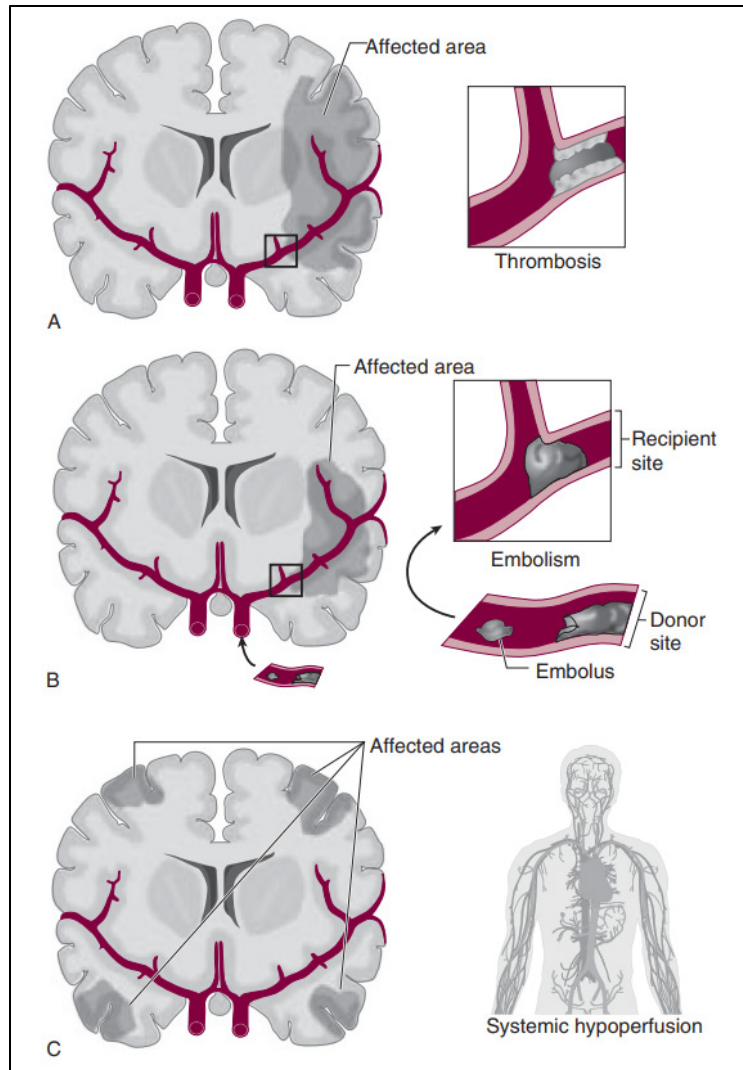 Affected area
Thrombosis
A
Affected area
Recipient
site
Embolism
Donor
site
Embolus
B
Affected areas
Systemic hypoperfusion
C